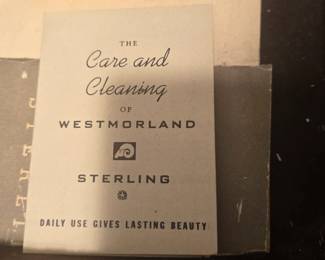 THE
Care and
Cleaning
OF
WESTMORLAND
STERLING
DAILY USE GIVES LASTING BEAUTY